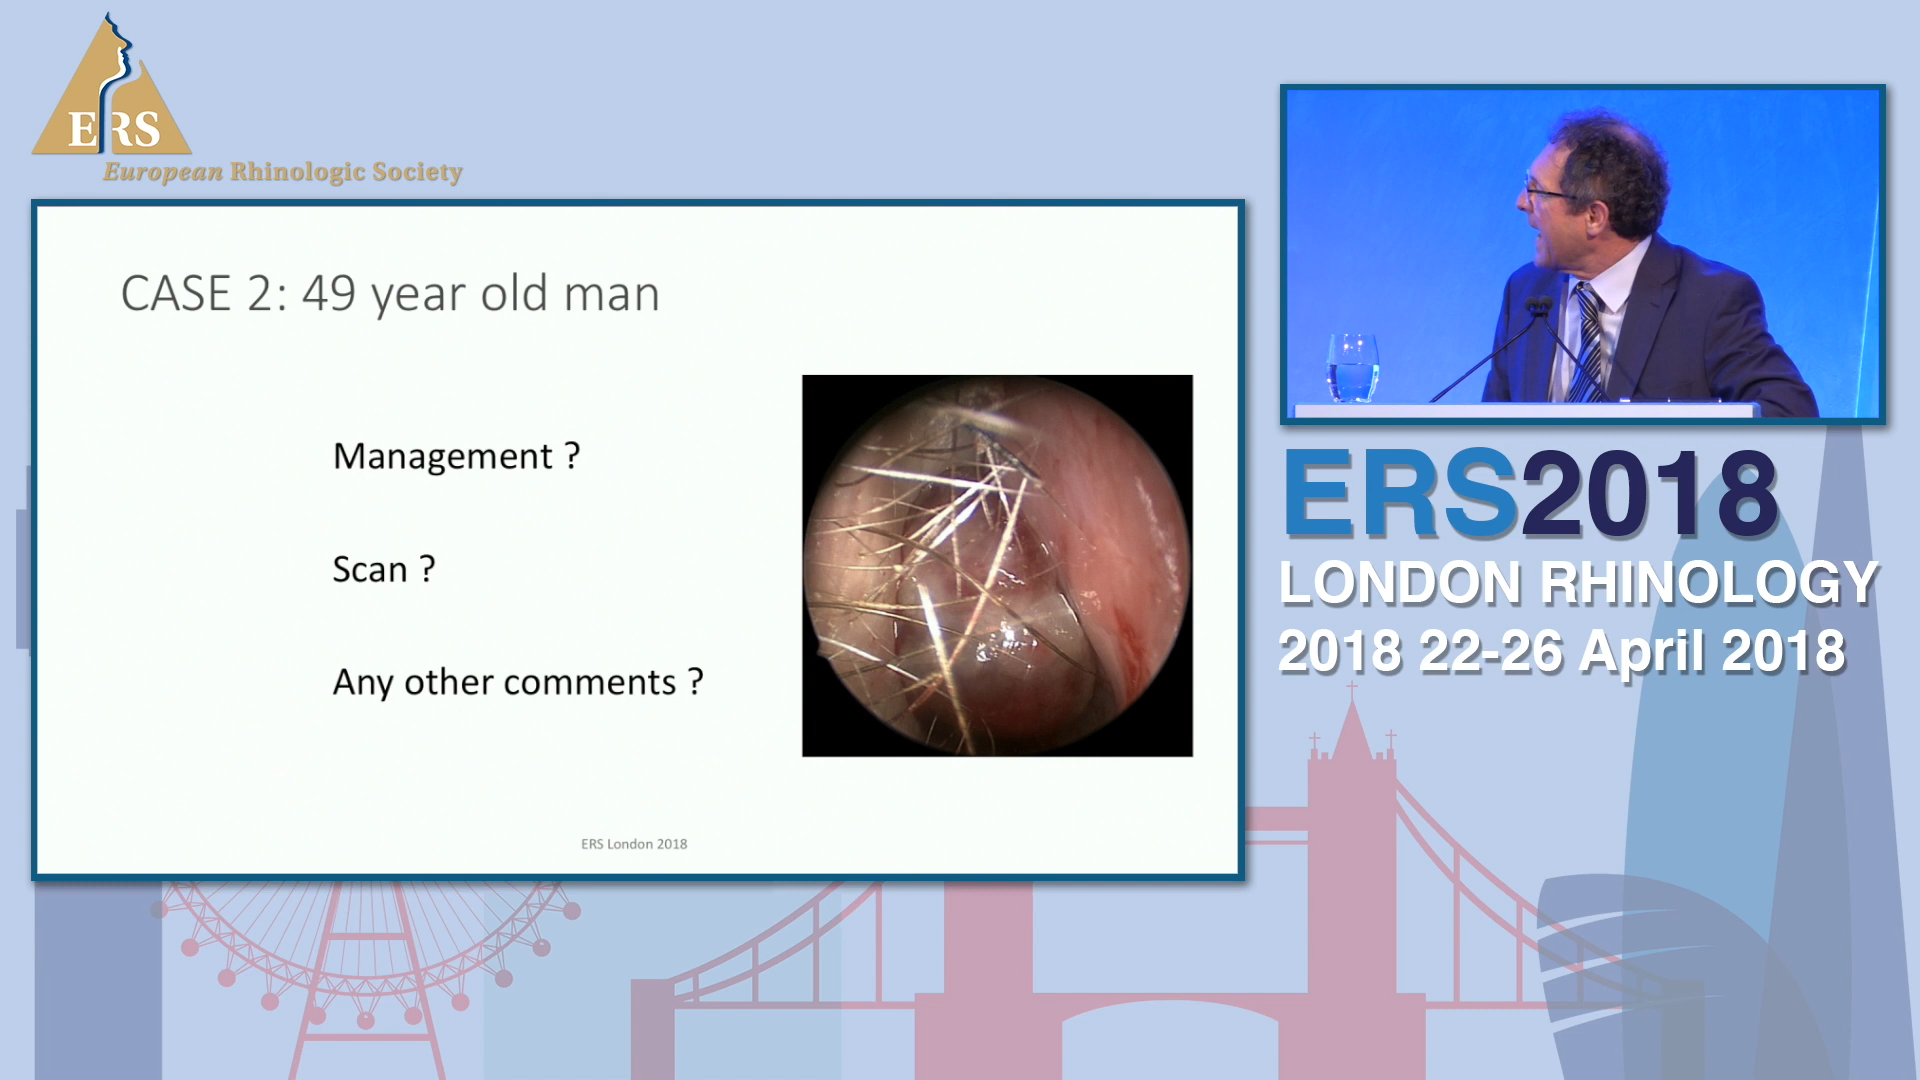 ERS
European Rhinologic Society
CASE 2: 49 year old man
Management ?
Scan ?
Any other comments ?
ERS London 2018
ERS2018
LONDON RHINOLOGY
2018 22-26 April 2018